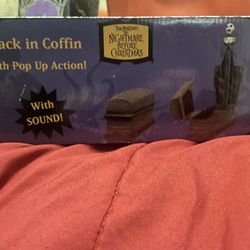 ack in Coffin
th Pop Up Action!
With
SOUND!
TIM BURTON'S
THE
NIGHTMARE
BEFORE
CHRISTMAS